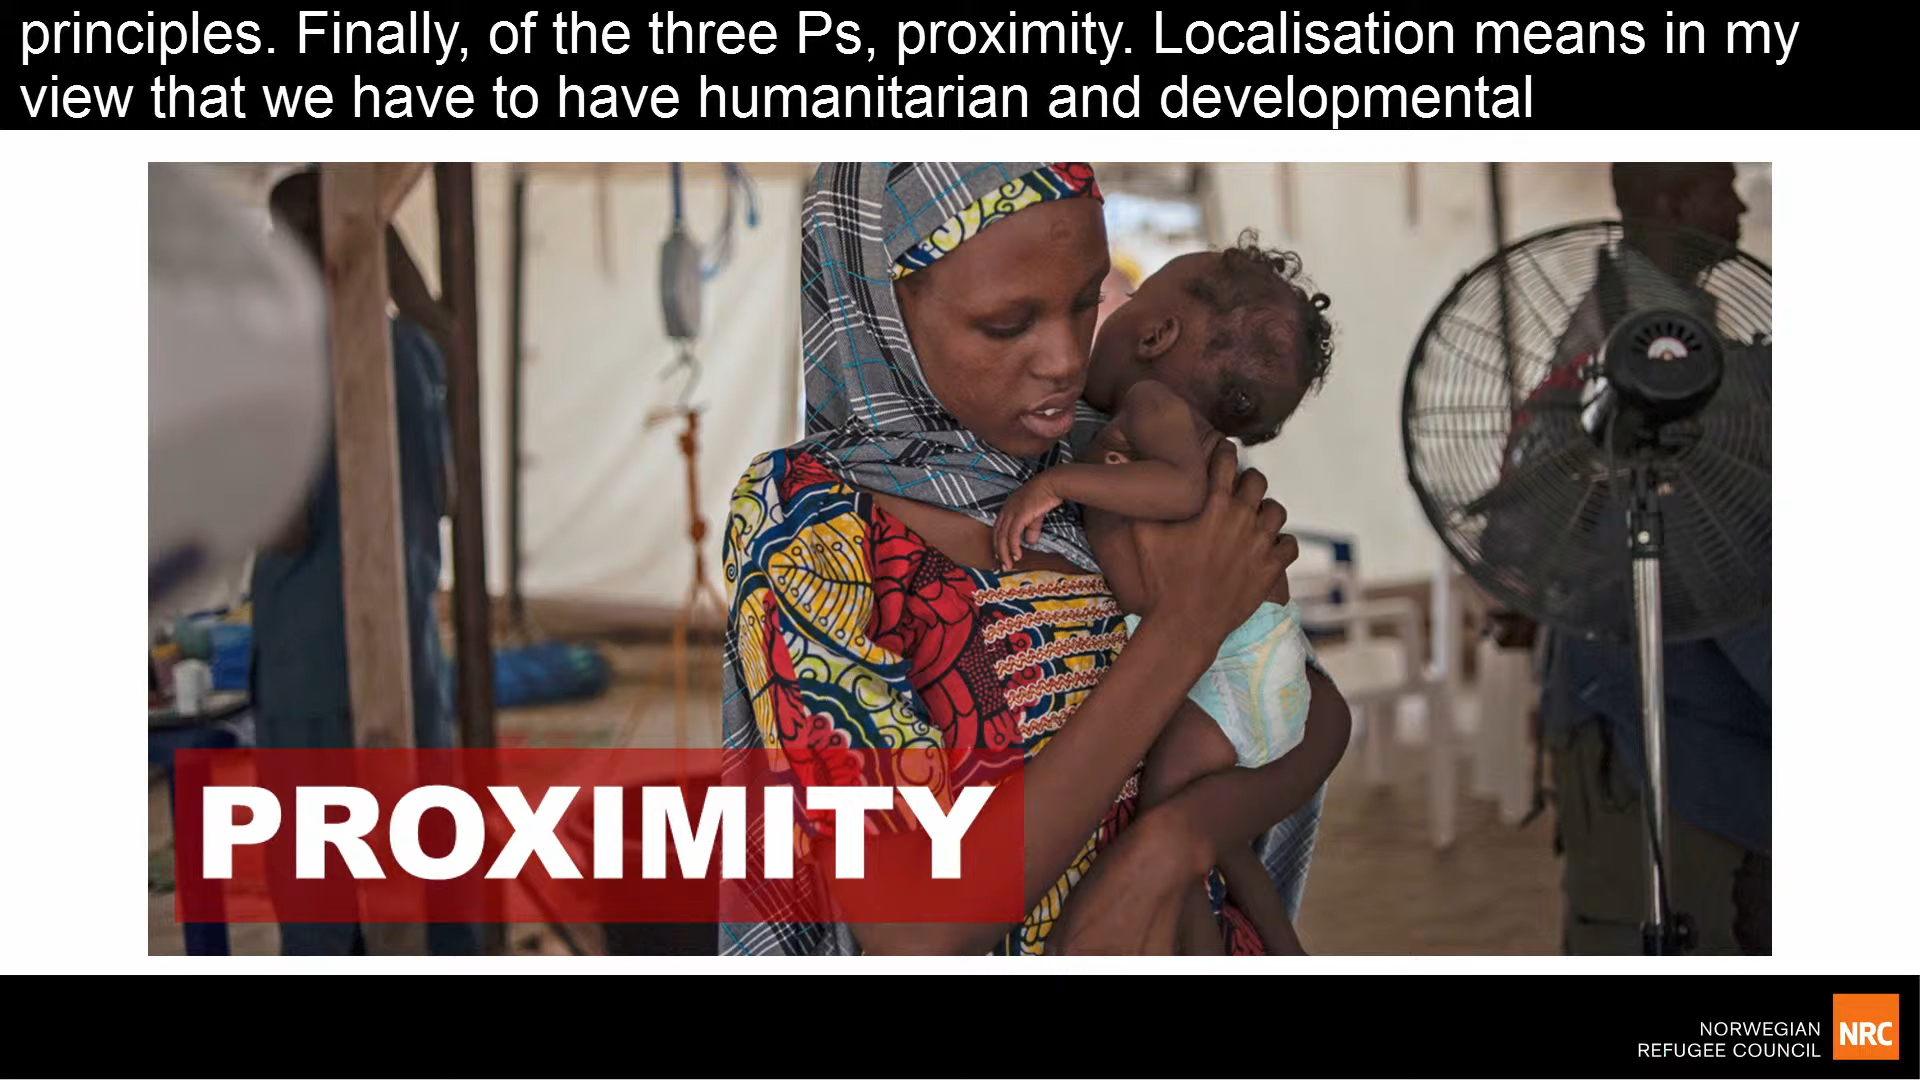 principles. Finally, of the three Ps, proximity. Localisation means in my
view that we have to have humanitarian and developmental
PROXIMITY
NORWEGIAN
REFUGEE COUNCIL
NRC